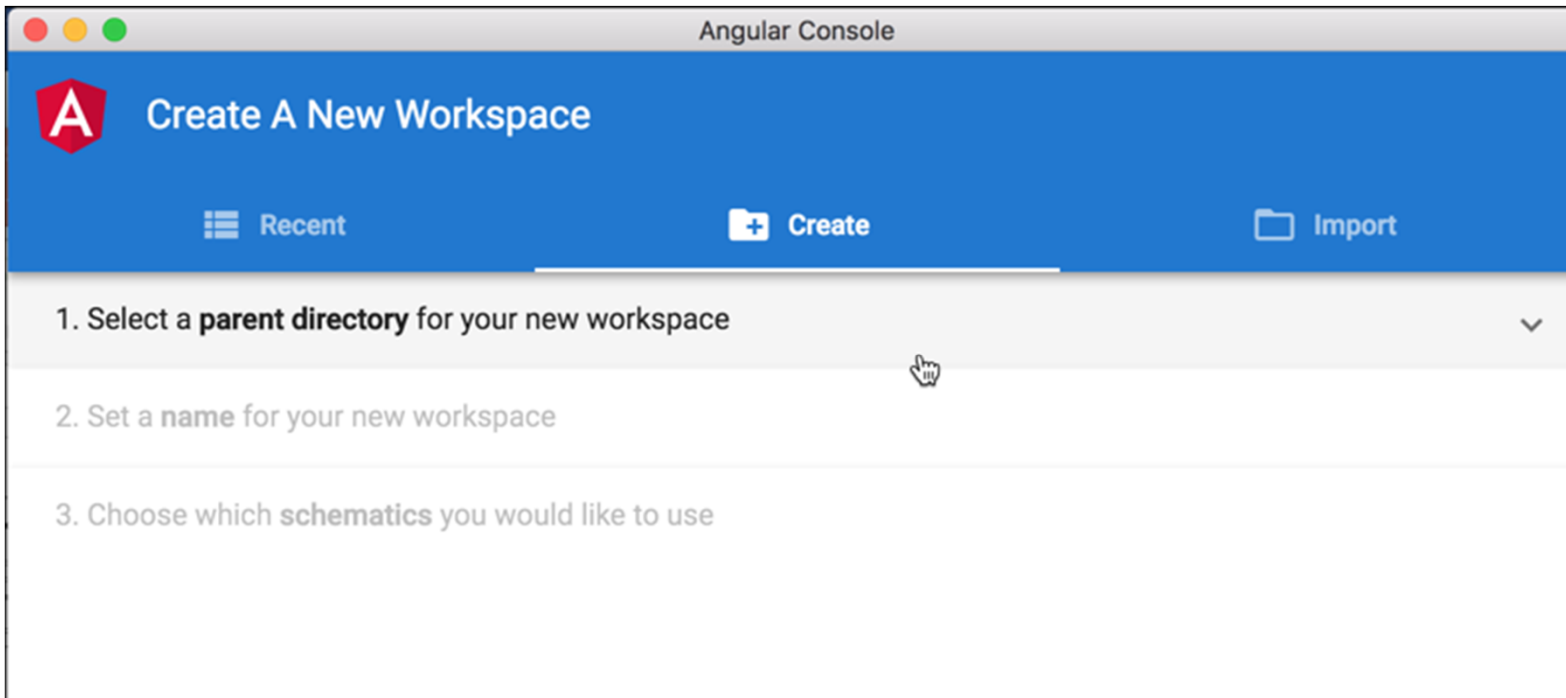 Angular Console
A Create A New Workspace
Recent Create Import
1. Select a parent directory for your new workspace
2. Set a name for your new workspace
3. Choose which schematics you would like to use